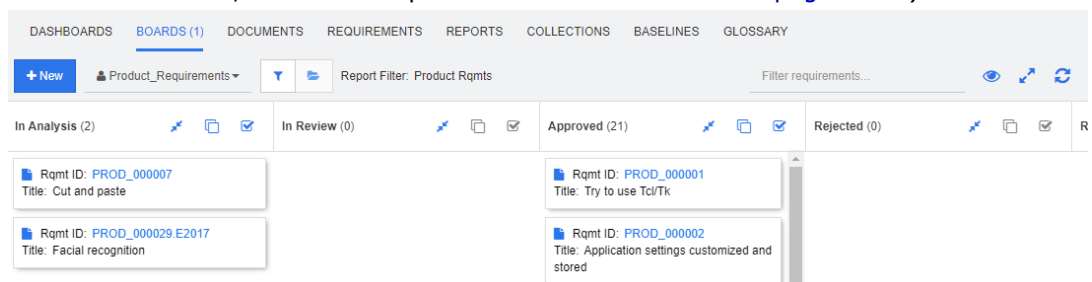 DASHBOARDS BOARDS (1) DOCUMENTS REQUIREMENTS REPORTS COLLECTIONS BASELINES GLOSSARY
+ New Product_Requirements Report Filter: Product Rqmts Filter requirements...
In Analysis (2) In Review (0) Approved (21) Rejected (0) R
Rqmt ID: PROD_000007
Title: Cut and paste
Rqmt ID: PROD_000029.E2017
Title: Facial recognition
Rqmt ID: PROD_000001
Title: Try to use Tcl/Tk
Rqmt ID: PROD_000002
Title: Application settings customized and
stored